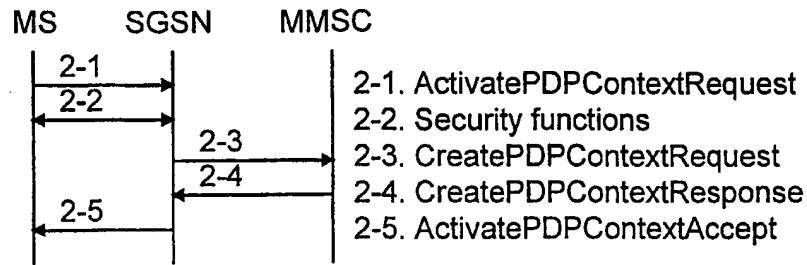 MS SGSN MMSC
2-1 2-1. ActivatePDPContextRequest
2-2 2-2. Security functions
2-3 2-3. CreatePDPContextRequest
2-4 2-4. CreatePDPContextResponse
2-5 2-5. ActivatePDPContextAccept